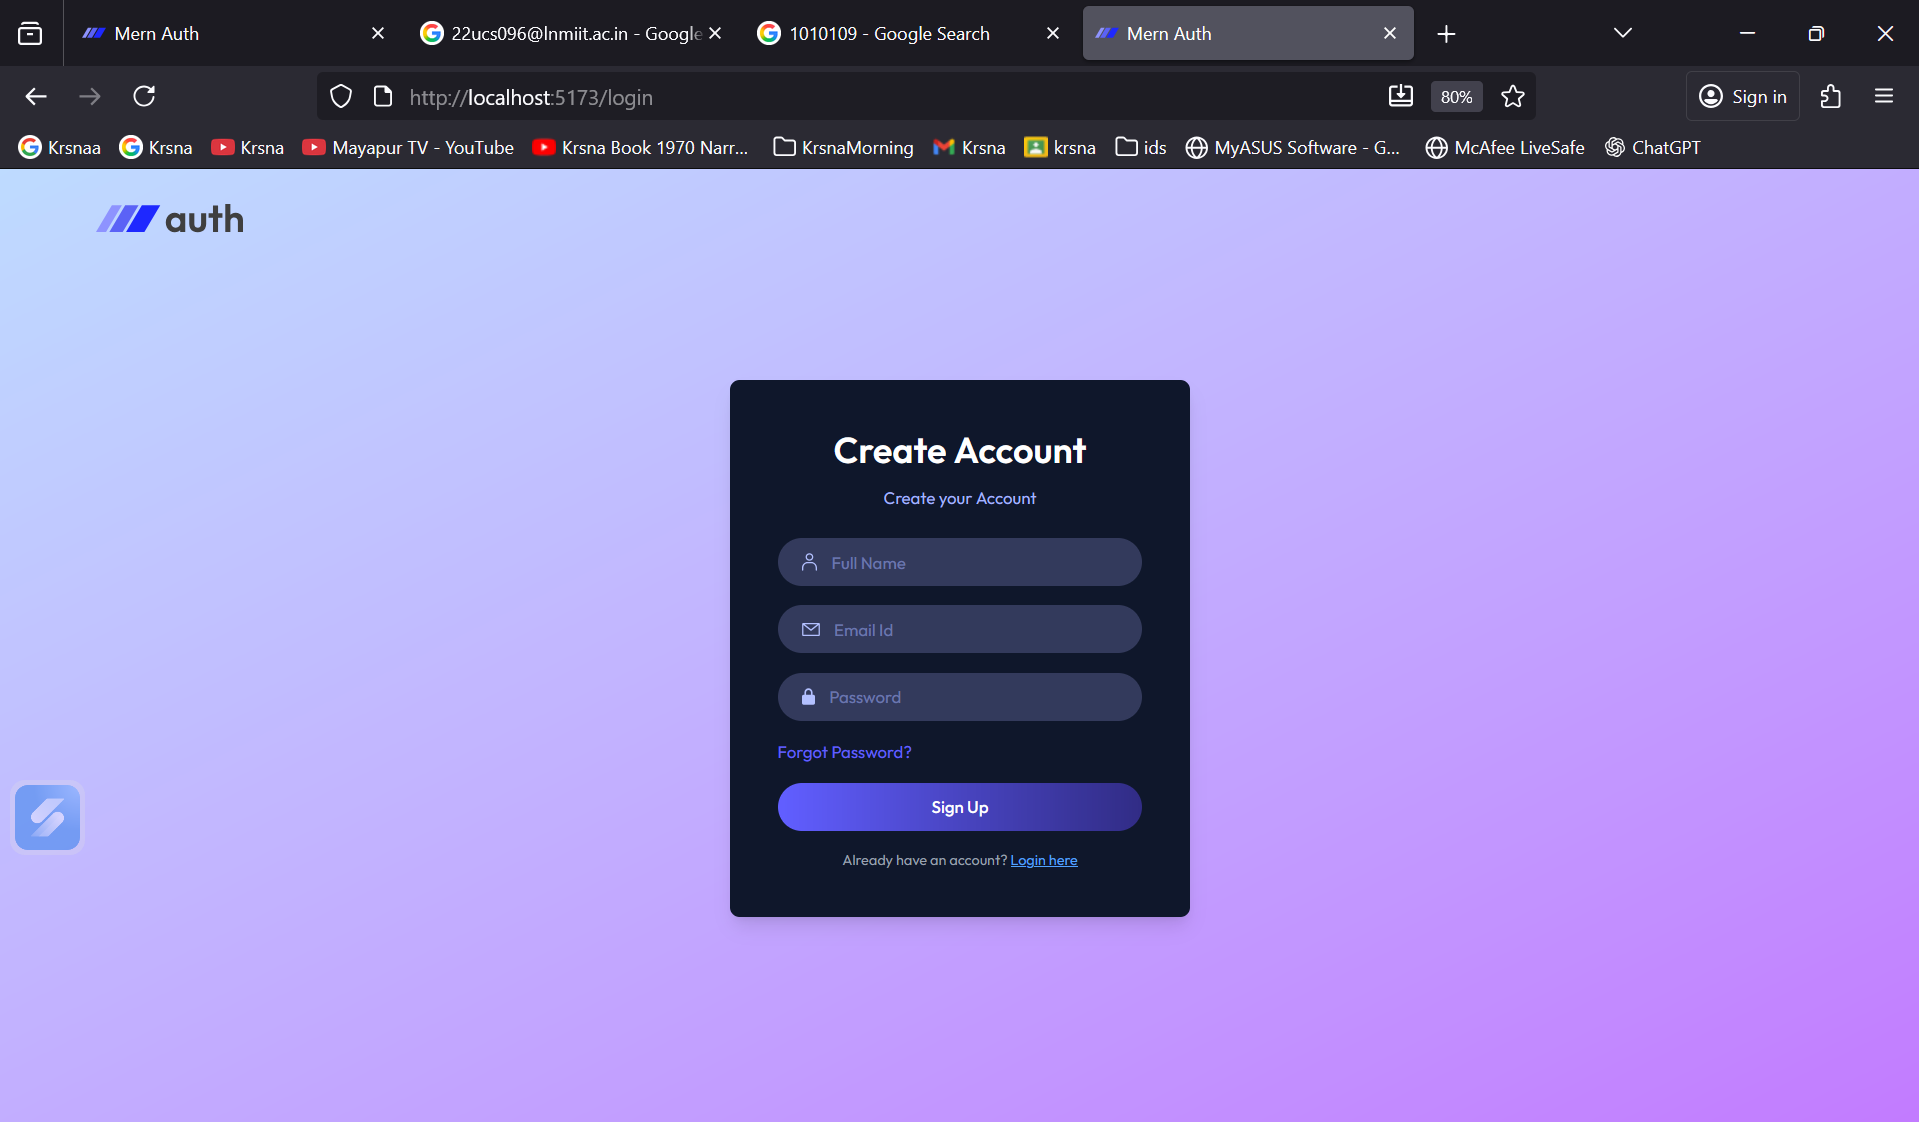 Mern Auth
22ucs096@lnmiit.ac.in - Google
1010109 - Google Search
Mern Auth
http://localhost:5173/login
80%
Sign in
Krsnaa
Krsna
Krsna
Mayapur TV - YouTube
Krsna Book 1970 Narr...
KrsnaMorning
Krsna
krsna
ids
MyASUS Software - G...
McAfee LiveSafe
ChatGPT
auth
Create Account
Create your Account
Full Name
Email Id
Password
Forgot Password?
Sign Up
Already have an account? Login here